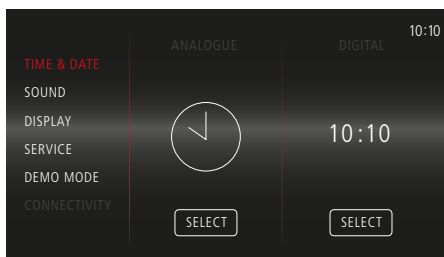 10:10
ANALOGUE
DIGITAL
TIME & DATE
SOUND
DISPLAY
SERVICE
DEMO MODE
CONNECTIVITY
10:10
SELECT
SELECT